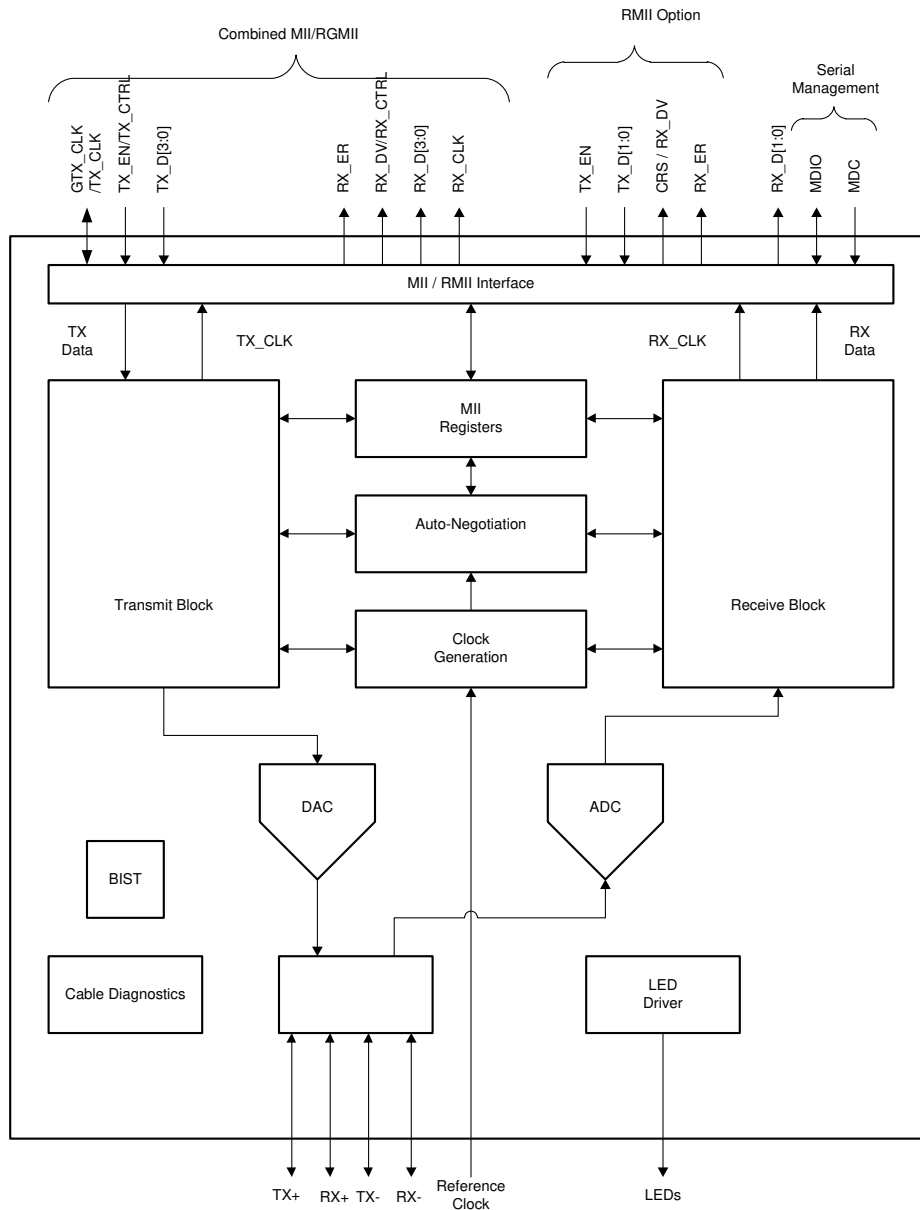 RMII Option
Combined MII/RGMII
Serial
Management
GTX_CLK
/TX_CLK
TX_EN/TX_CTRL
TX_D[3:0]
RX_ER
RX_DV/RX_CTRL
RX_D[3:0]
RX_CLK
TX_EN
TX_D[1:0]
CRS / RX_DV
RX_ER
RX_D[1:0]
MDIO
MDC
MII / RMII Interface
TX
Data
TX_CLK
RX_CLK
RX
Data
MII
Registers
Auto-Negotiation
Transmit Block
Receive Block
Clock
Generation
DAC
ADC
BIST
Cable Diagnostics
LED
Driver
TX+
RX+
TX-
RX-
Reference
Clock
LEDs